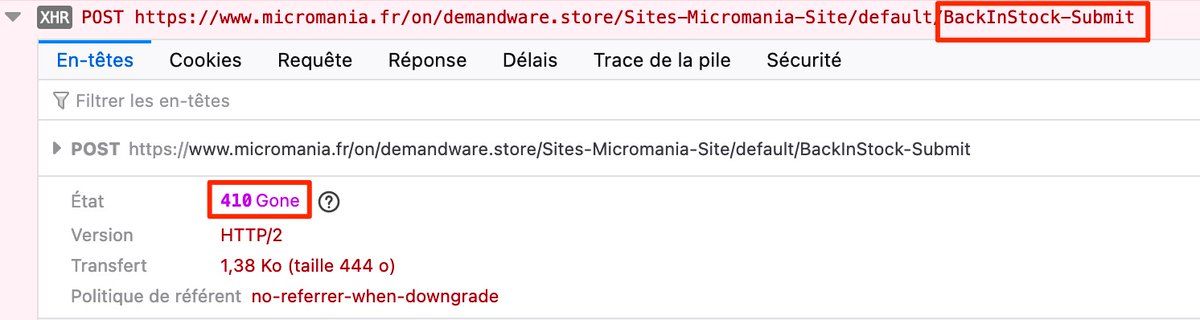 XHR POST https://www.micromania.fr/on/demandware.store/Sites-Micromania-Site/default/BackInStock-Submit
En-têtes Cookies Requête Réponse Délais Trace de la pile Sécurité
Filtrer les en-têtes
POST https://www.micromania.fr/on/demandware.store/Sites-Micromania-Site/default/BackInStock-Submit
État 410 Gone ?
Version HTTP/2
Transfert 1,38 Ko (taille 444 o)
Politique de référent no-referrer-when-downgrade